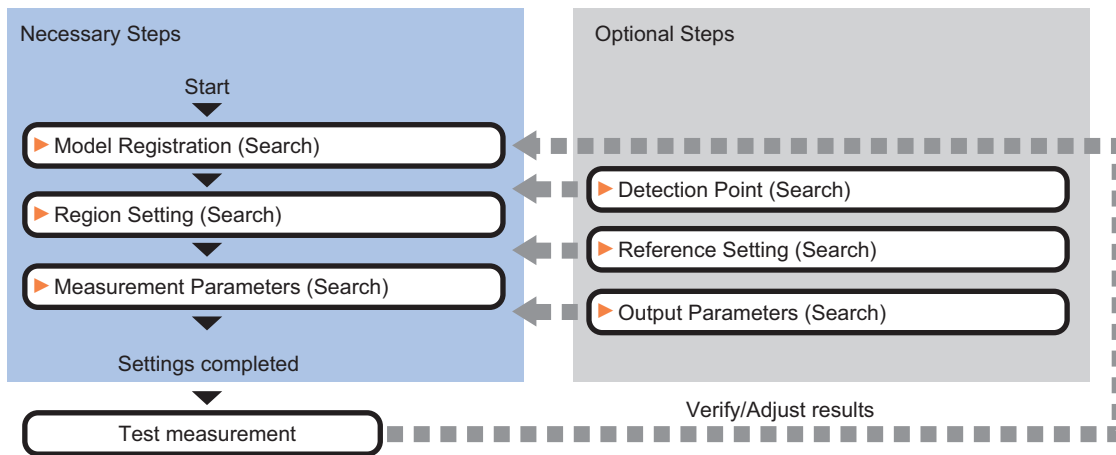 Necessary Steps
Start
Model Registration (Search)
Region Setting (Search)
Measurement Parameters (Search)
Settings completed
Test measurement
Optional Steps
Detection Point (Search)
Reference Setting (Search)
Output Parameters (Search)
Verify/Adjust results